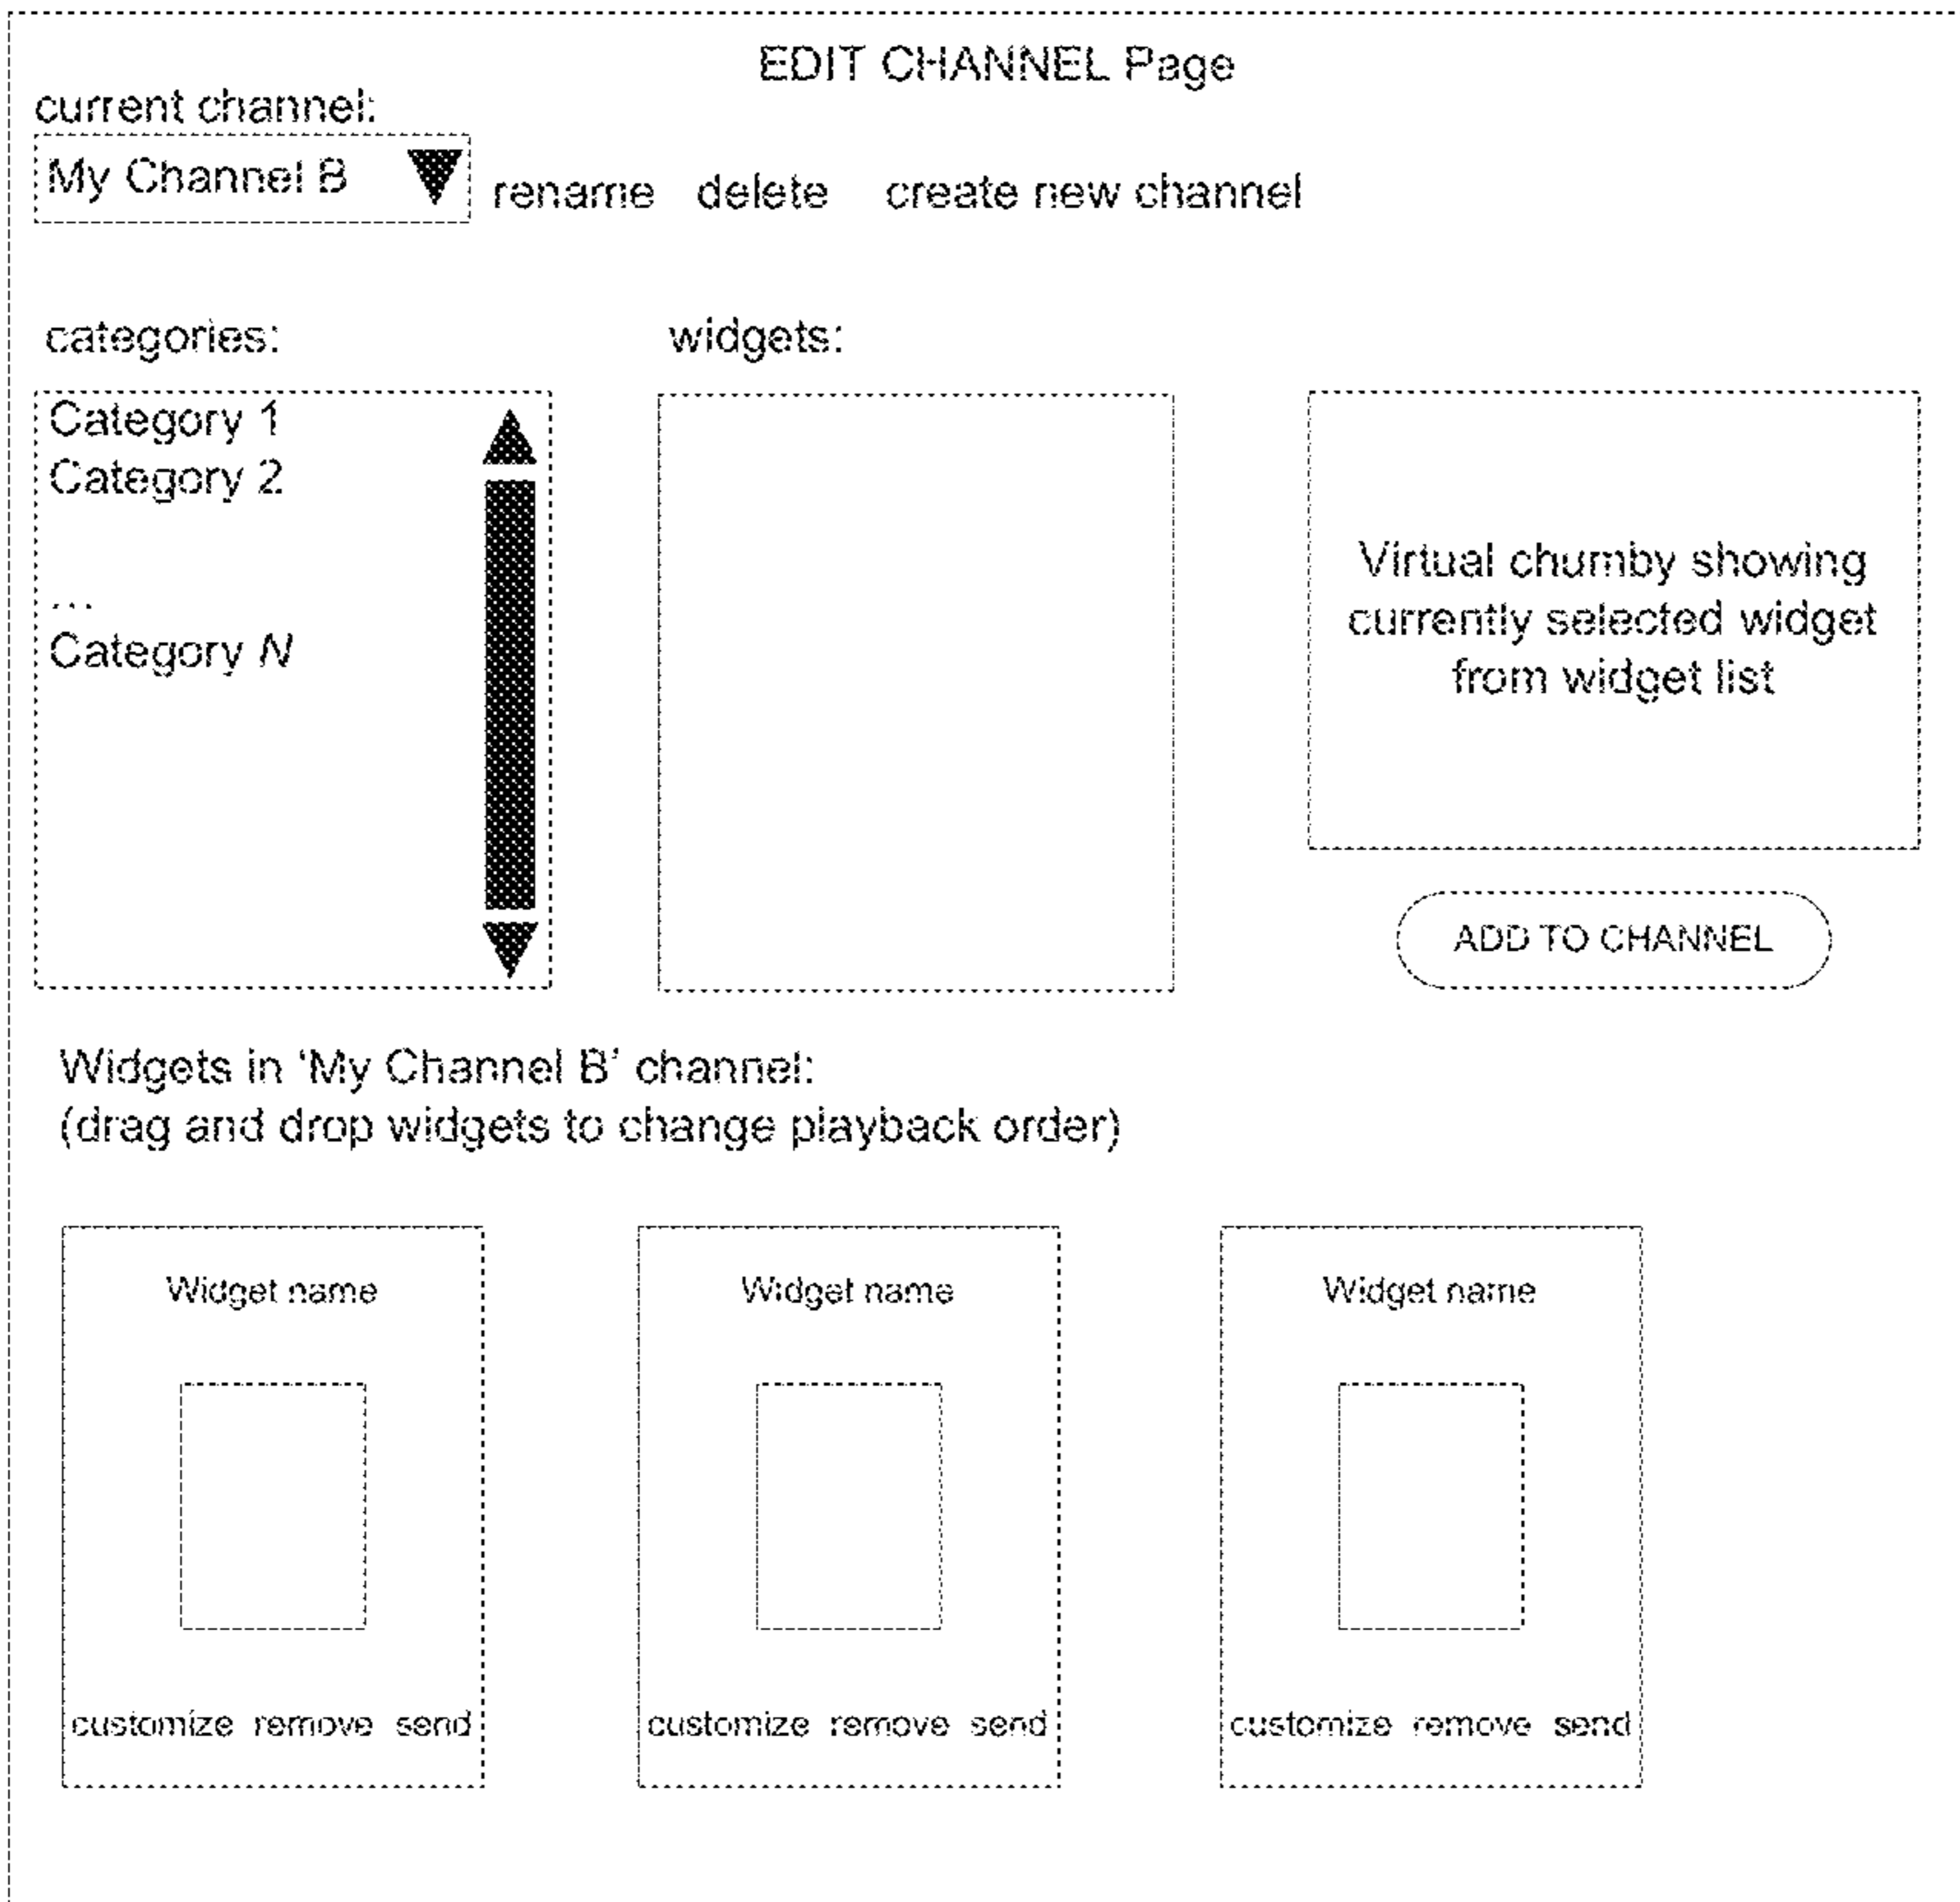 EDIT CHANNEL Page
current channel:
My Channel B
rename delete create new channel
categories:
widgets:
Category 1
Category 2
...
Category N
Virtual chumby showing
currently selected widget
from widget list
ADD TO CHANNEL
Widgets in ‘My Channel B’ channel:
(drag and drop widgets to change playback order)
Widget name
customize remove send
Widget name
customize remove send
Widget name
customize remove send